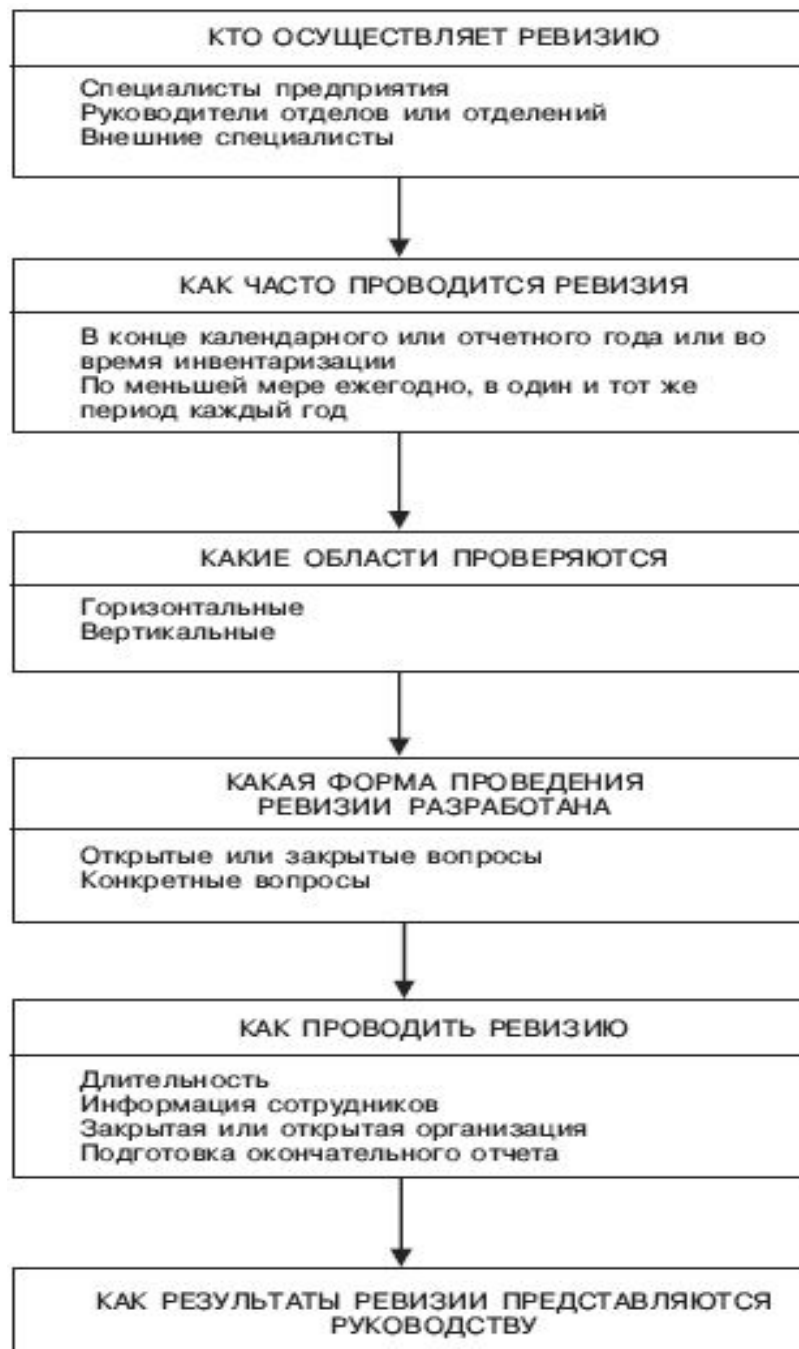 КТО ОСУЩЕСТВЛЯЕТ РЕВИЗИЮ
Специалисты предприятия
Руководители отделов или отделений
Внешние специалисты
КАК ЧАСТО ПРОВОДИТСЯ РЕВИЗИЯ
В конце календарного или отчетного года или во
время инвентаризации
По меньшей мере ежегодно, в один и тот же
период каждый год
КАКИЕ ОБЛАСТИ ПРОВЕРЯЮТСЯ
Горизонтальные
Вертикальные
КАКАЯ ФОРМА ПРОВЕДЕНИЯ
РЕВИЗИИ РАЗРАБОТАНА
Открытые или закрытые вопросы
Конкретные вопросы
КАК ПРОВОДИТЬ РЕВИЗИЮ
Длительность
Информация сотрудников
Закрытая или открытая организация
Подготовка окончательного отчета
КАК РЕЗУЛЬТАТЫ РЕВИЗИИ ПРЕДСТАВЛЯЮТСЯ
РУКОВОДСТВУ